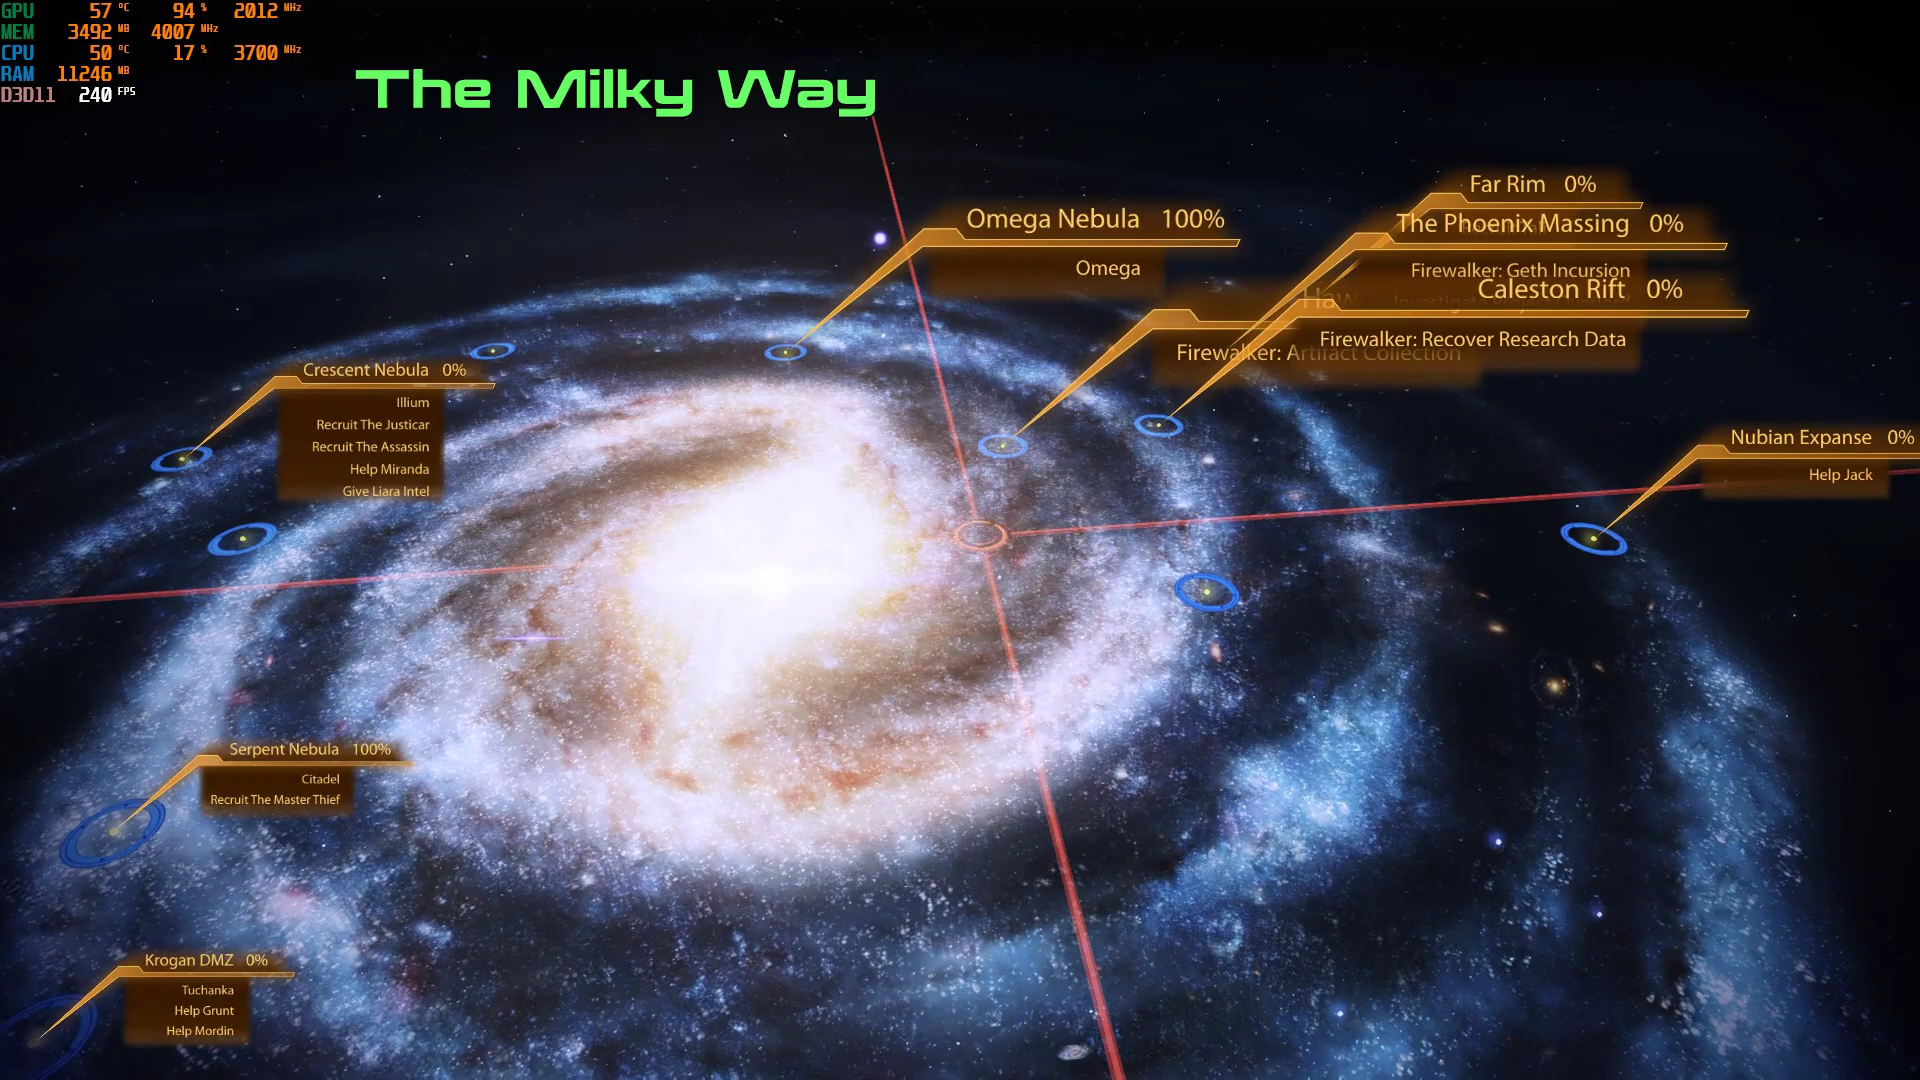 GPU 57 °C 94 % 2012 MHz
MEM 3492 MB 4007 MHz
CPU 50 °C 17 % 3700 MHz
RAM 11246 MB
D3D11 240 FPS
The Milky Way
Far Rim 0%
Omega Nebula 100%
Omega
The Phoenix Massing 0%
Firewalker: Geth Incursion
Caleston Rift 0%
Firewalker: Recover Research Data
Haw
Firewalker: Artifact Collection
Crescent Nebula 0%
Illium
Recruit The Justicar
Recruit The Assassin
Help Miranda
Give Liara Intel
Nubian Expanse 0%
Help Jack
Serpent Nebula 100%
Citadel
Recruit The Master Thief
Krogan DMZ 0%
Tuchanka
Help Grunt
Help Mordin